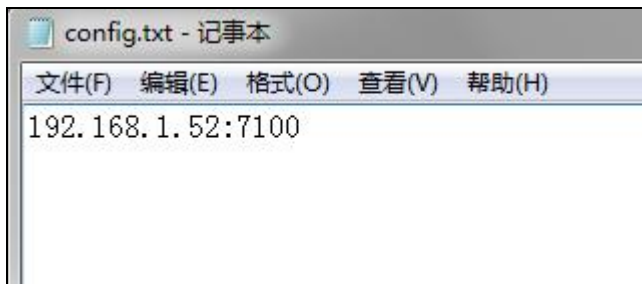 config.txt - 记事本
文件(F) 编辑(E) 格式(O) 查看(V) 帮助(H)
192.168.1.52:7100